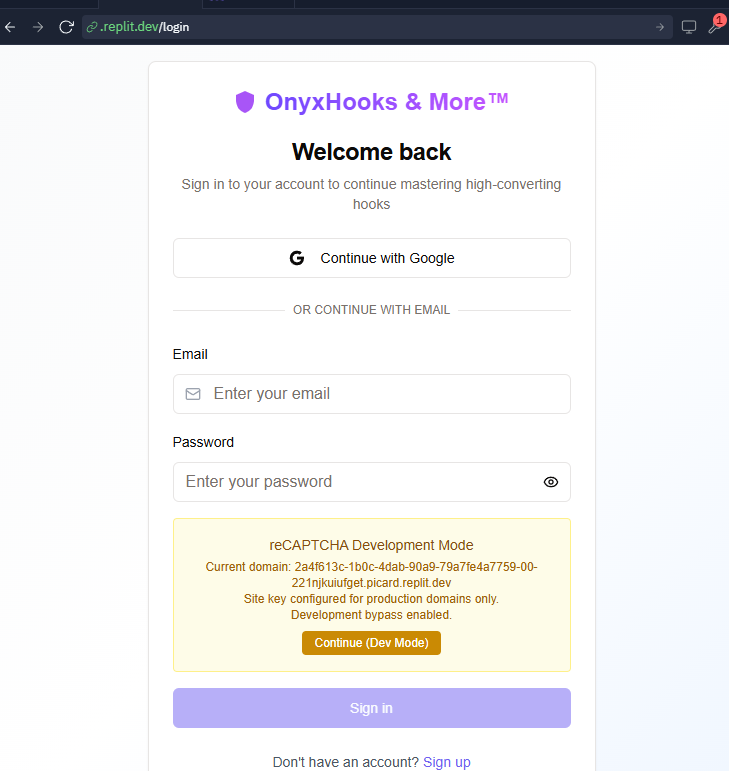 .replit.dev/login
1
OnyxHooks & More™
Welcome back
Sign in to your account to continue mastering high-converting
hooks
G Continue with Google
OR CONTINUE WITH EMAIL
Email
Enter your email
Password
Enter your password
reCAPTCHA Development Mode
Current domain: 2a4f613c-1b0c-4dab-90a9-79a7fe4a7759-00-
221njkuiufget.picard.replit.dev
Site key configured for production domains only.
Development bypass enabled.
Continue (Dev Mode)
Sign in
Don't have an account? Sign up